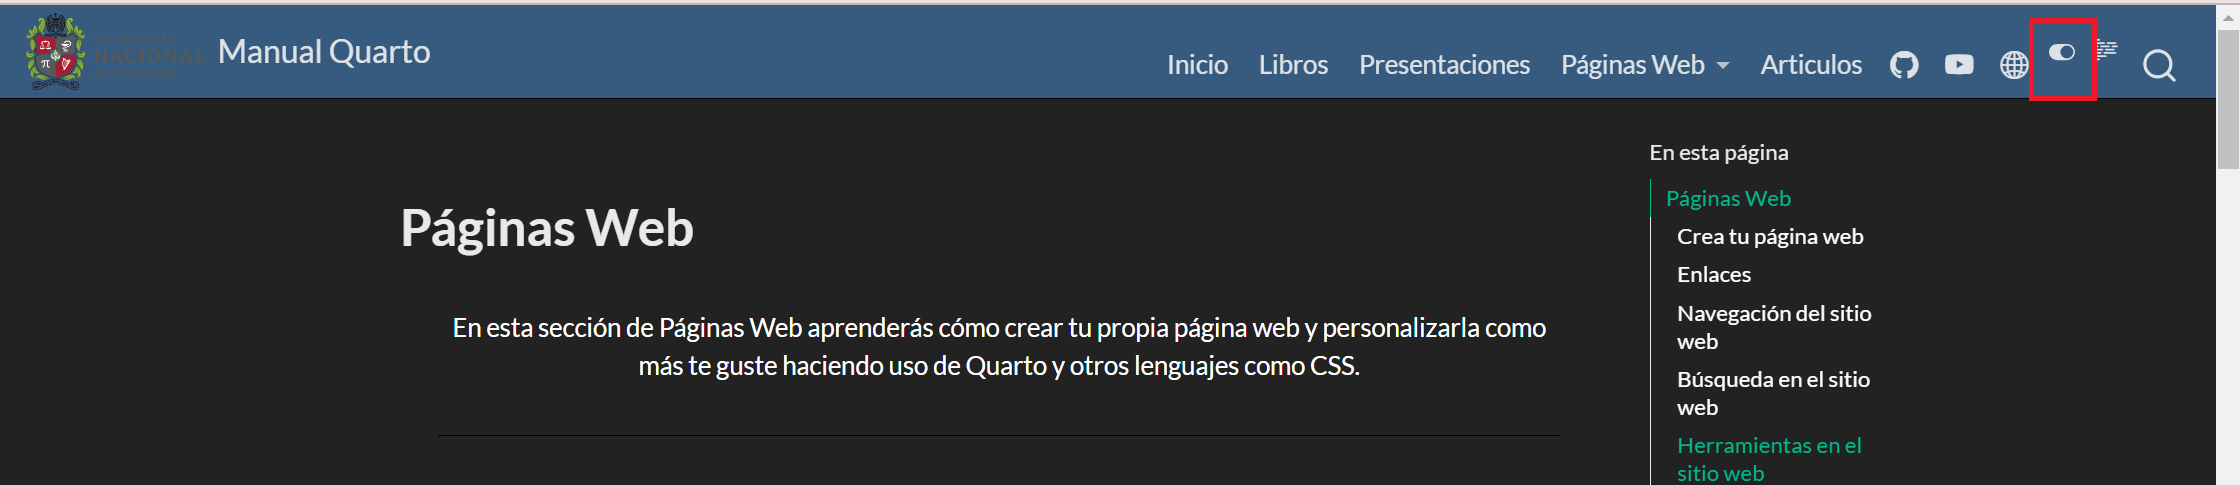 UNIVERSIDAD
NACIONAL
DE COLOMBIA
Manual Quarto
Inicio
Libros
Presentaciones
Páginas Web
Articulos
En esta página
Páginas Web
Crea tu página web
Enlaces
Navegación del sitio
web
Búsqueda en el sitio
web
Herramientas en el
sitio web
Páginas Web
En esta sección de Páginas Web aprenderás cómo crear tu propia página web y personalizarla como
más te guste haciendo uso de Quarto y otros lenguajes como CSS.